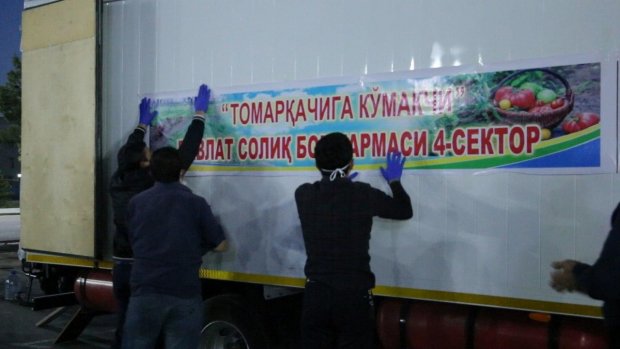 "ТОМАРҚАЧИГА КЎМАКЧИ"
СОЛИҚ 4-СЕКТОР